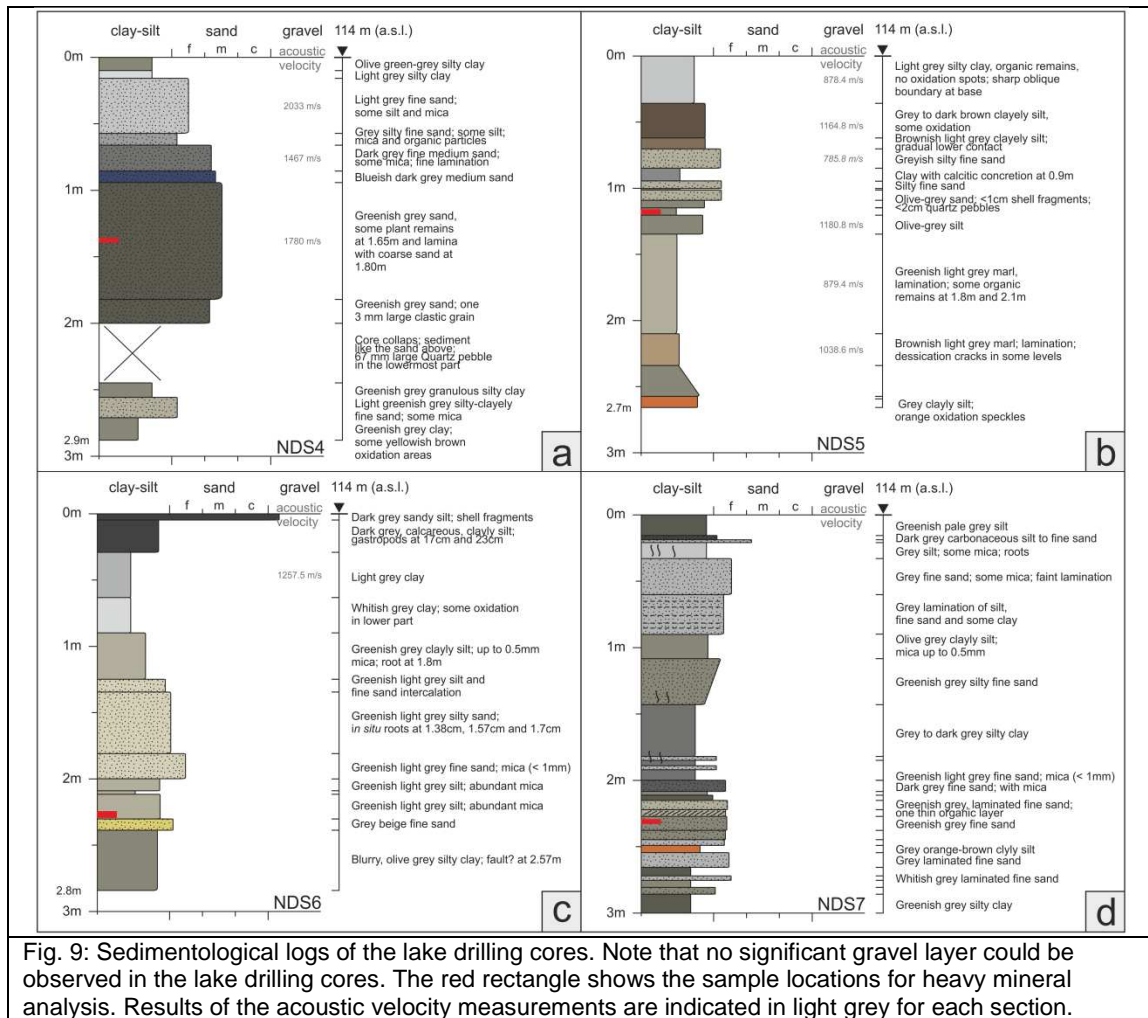 clay-silt sand gravel 114 m (a.s.l.)
f m c acoustic
velocity
0m
Olive green-grey silty clay
Light grey silty clay
2033 m/s
Light grey fine sand;
some silt and mica
Grey silty fine sand; some silt;
mica and organic particles
1467 m/s
Dark grey fine medium sand;
some mica; fine lamination
Blueish dark grey medium sand
1m
Greenish grey sand,
some plant remains
at 1.65m and lamina
with coarse sand at
1.80m
1780 m/s
Greenish grey sand; one
3 mm large clastic grain
2m
Core collaps; sediment
like the sand above;
67 mm large Quartz pebble
in the lowermost part
Greenish grey granulous silty clay
Light greenish grey silty-clayely
fine sand; some mica
Greenish grey clay;
some yellowish brown
oxidation areas
2.9m
3m
NDS4
a
clay-silt sand gravel 114 m (a.s.l.)
f m c acoustic
velocity
0m
878.4 m/s
Light grey silty clay, organic remains,
no oxidation spots; sharp oblique
boundary at base
1164.8 m/s
Grey to dark brown clayely silt,
some oxidation
Brownish light grey clayely silt;
gradual lower contact
785.8 m/s
Greyish silty fine sand
Clay with calcitic concretion at 0.9m
1m
Silty fine sand
Olive-grey sand; <1cm shell fragments;
<2cm quartz pebbles
1180.8 m/s
Olive-grey silt
879.4 m/s
Greenish light grey marl,
lamination; some organic
remains at 1.8m and 2.1m
2m
1038.6 m/s
Brownish light grey marl; lamination;
dessication cracks in some levels
2.7m
Grey clayly silt;
orange oxidation speckles
3m
NDS5
b
clay-silt sand gravel 114 m (a.s.l.)
f m c acoustic
velocity
0m
Dark grey sandy silt; shell fragments
Dark grey, calcareous, clayly silt;
gastropods at 17cm and 23cm
1257.5 m/s
Light grey clay
Whitish grey clay; some oxidation
in lower part
1m
Greenish grey clayly silt; up to 0.5mm
mica; root at 1.8m
Greenish light grey silt and
fine sand intercalation
Greenish light grey silty sand;
in situ roots at 1.38cm, 1.57cm and 1.7cm
Greenish light grey fine sand; mica (< 1mm)
2m
Greenish light grey silt; abundant mica
Greenish light grey silt; abundant mica
Grey beige fine sand
Blurry, olive grey silty clay; fault? at 2.57m
2.8m
3m
NDS6
c
clay-silt sand gravel 114 m (a.s.l.)
f m c acoustic
velocity
0m
Greenish pale grey silt
Dark grey carbonaceous silt to fine sand
Grey silt; some mica; roots
Grey fine sand; some mica; faint lamination
Grey lamination of silt,
fine sand and some clay
1m
Olive grey clayly silt;
mica up to 0.5mm
Greenish grey silty fine sand
Grey to dark grey silty clay
2m
Greenish light grey fine sand; mica (< 1mm)
Dark grey fine sand; with mica
Greenish grey, laminated fine sand;
one thin organic layer
Greenish grey fine sand
Grey orange-brown clyly silt
Grey laminated fine sand
Whitish grey laminated fine sand
Greenish grey silty clay
3m
NDS7
d
Fig. 9: Sedimentological logs of the lake drilling cores. Note that no significant gravel layer could be
observed in the lake drilling cores. The red rectangle shows the sample locations for heavy mineral
analysis. Results of the acoustic velocity measurements are indicated in light grey for each section.